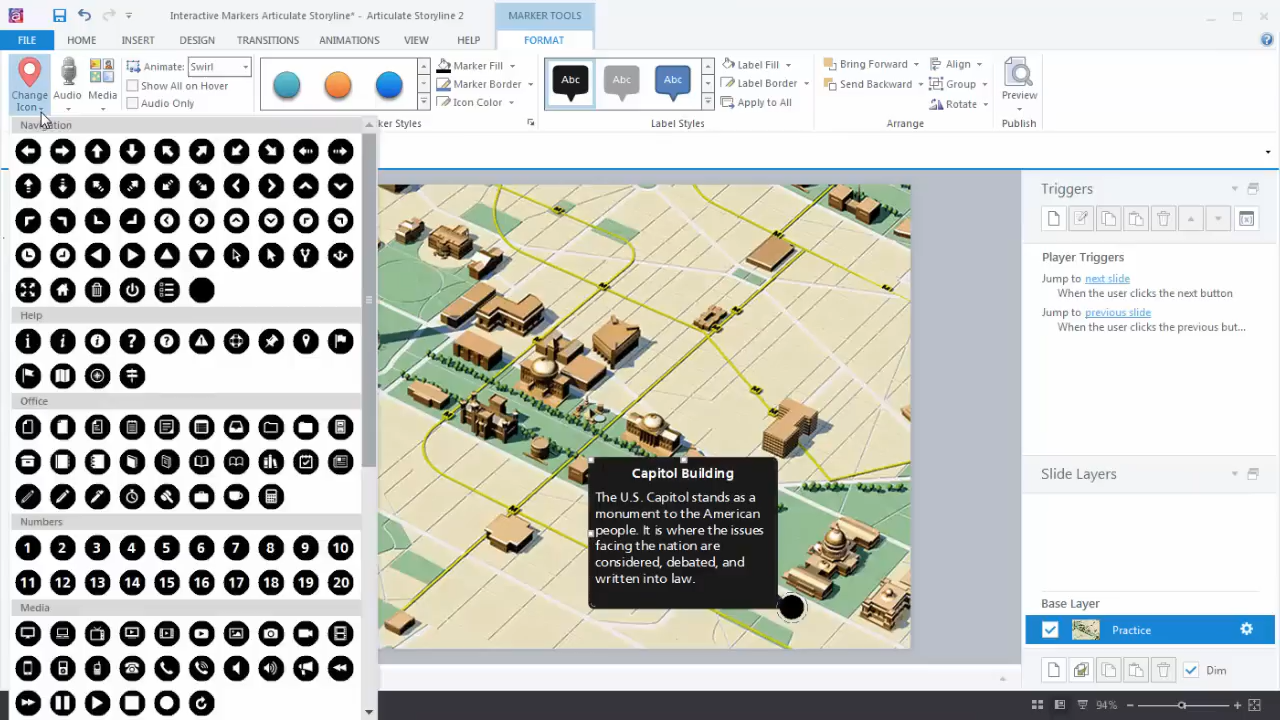 Interactive Markers Articulate Storyline* - Articulate Storyline 2
MARKER TOOLS
FILE HOME INSERT DESIGN TRANSITIONS ANIMATIONS VIEW HELP FORMAT
Change Icon
Audio
Media
Animate: Swirl
Show All on Hover
Audio Only
Marker Fill
Marker Border
Icon Color
ker Styles
Abc Abc Abc
Label Fill
Label Border
Apply to All
Label Styles
Bring Forward
Send Backward
Align
Group
Rotate
Arrange
Preview
Publish
Navigation
Help
Office
Numbers
1 2 3 4 5 6 7 8 9 10
11 12 13 14 15 16 17 18 19 20
Media
Capitol Building
The U.S. Capitol stands as a
monument to the American
people. It is where the issues
facing the nation are
considered, debated, and
written into law.
Triggers
Player Triggers
Jump to next slide
When the user clicks the next button
Jump to previous slide
When the user clicks the previous but...
Slide Layers
Base Layer
Practice
Dim
94%